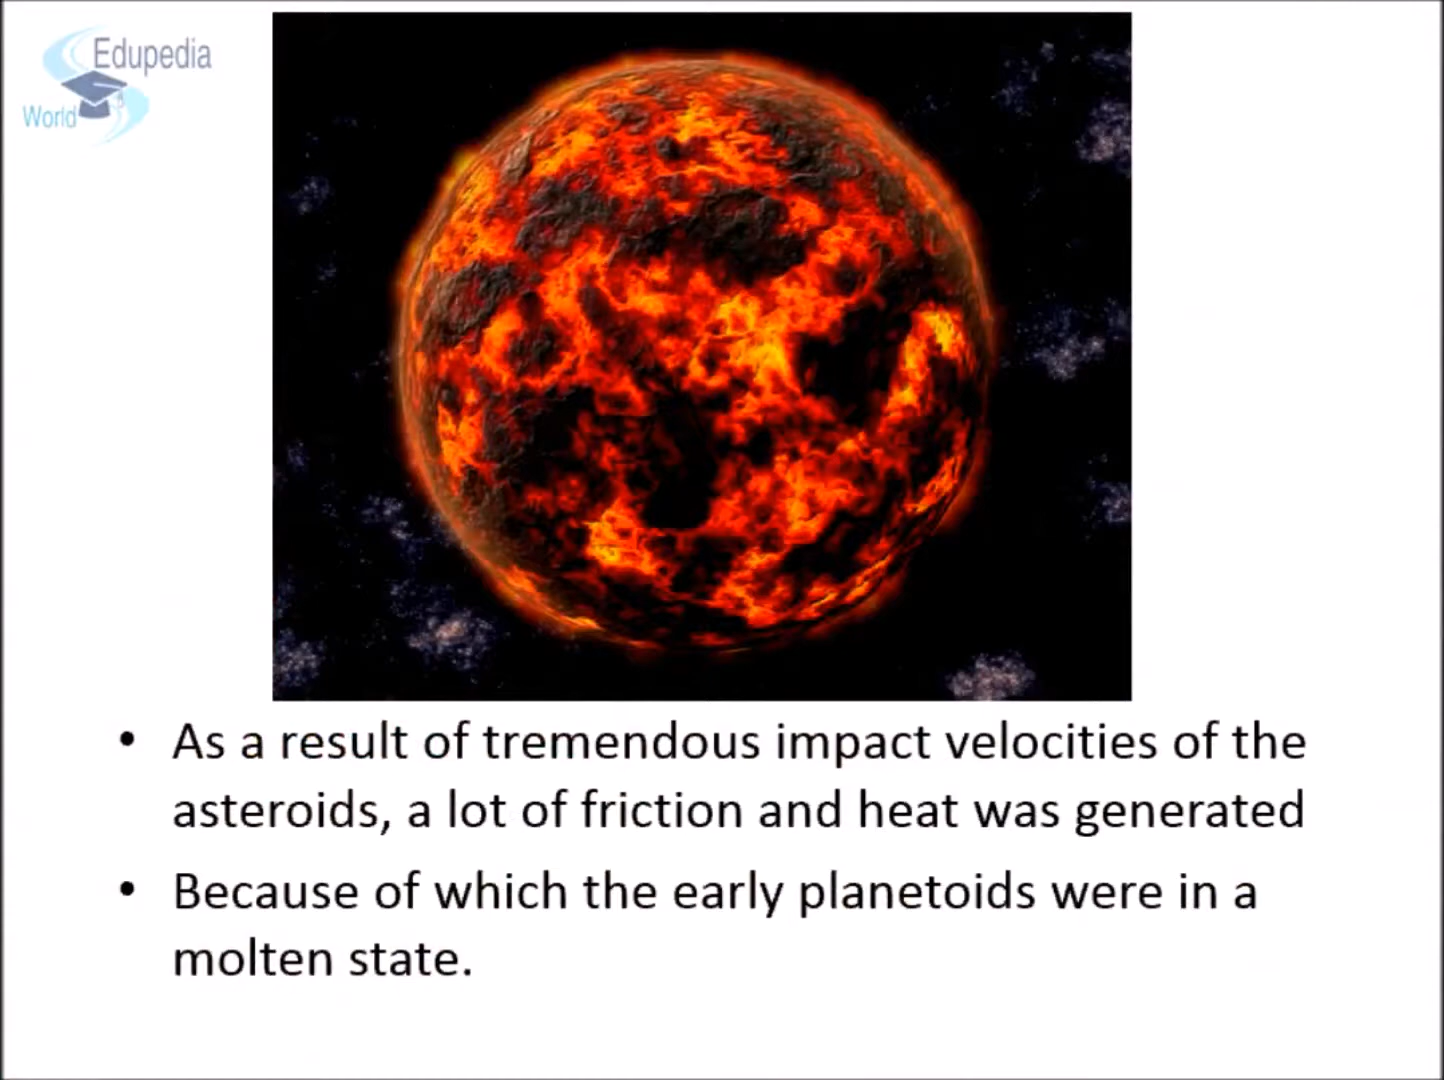 Edupedia
World
• As a result of tremendous impact velocities of the
asteroids, a lot of friction and heat was generated
• Because of which the early planetoids were in a
molten state.